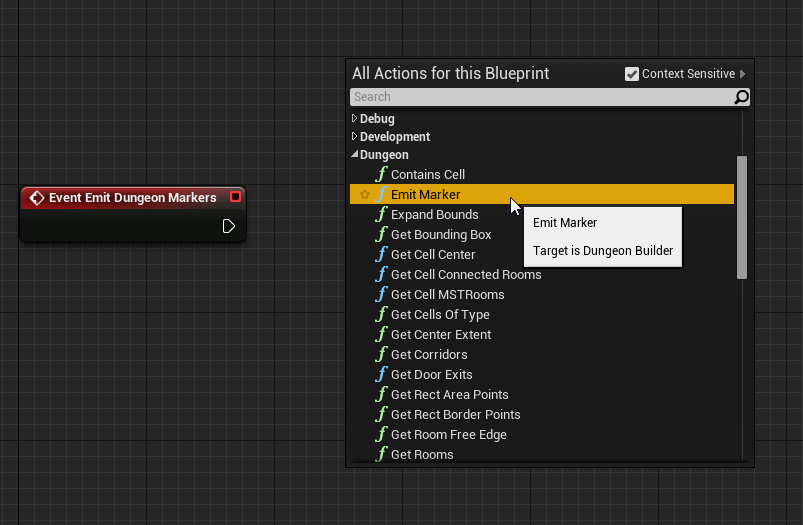 All Actions for this Blueprint
Context Sensitive
Search
Debug
Development
Dungeon
Contains Cell
Event Emit Dungeon Markers
Emit Marker
Expand Bounds
Emit Marker
Get Bounding Box
Target is Dungeon Builder
Get Cell Center
Get Cell Connected Rooms
Get Cell MSTRooms
Get Cells Of Type
Get Center Extent
Get Corridors
Get Door Exits
Get Rect Area Points
Get Rect Border Points
Get Room Free Edge
Get Rooms